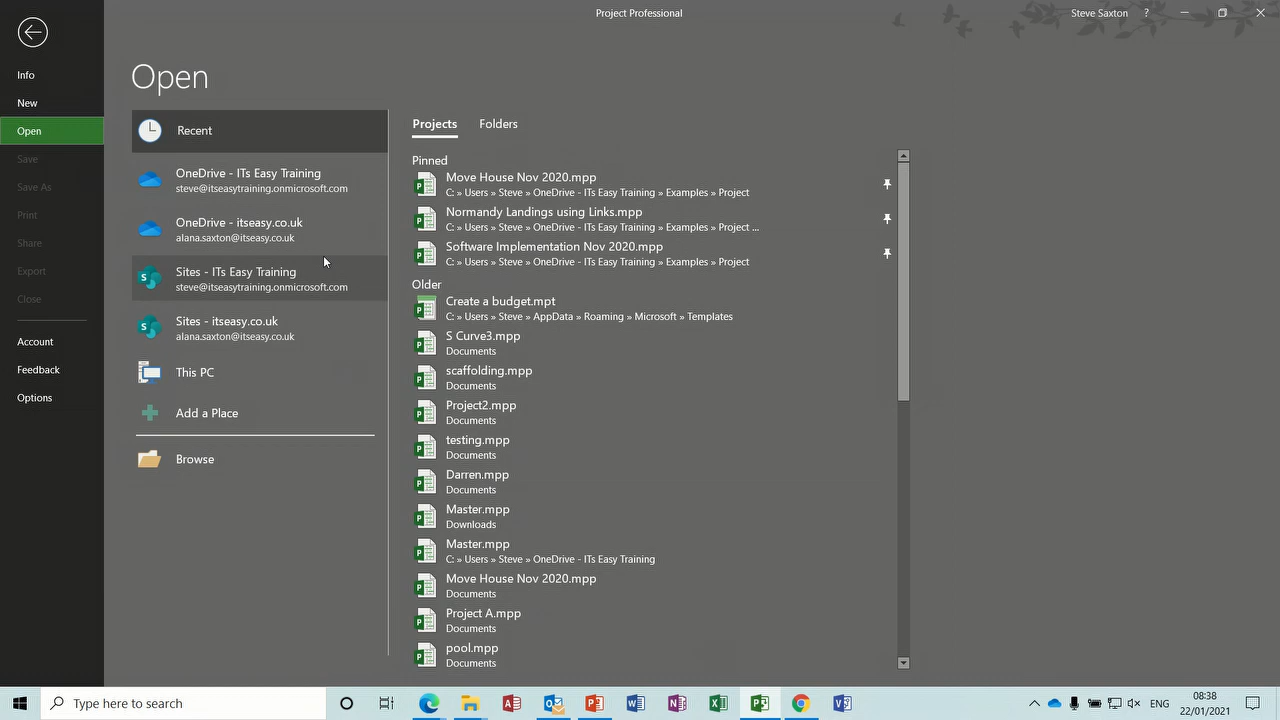 Project Professional
Steve Saxton
?
Info
New
Open
Save
Save As
Print
Share
Export
Close
Account
Feedback
Options
Open
Recent
OneDrive - ITs Easy Training
steve@itseasytraining.onmicrosoft.com
OneDrive - itseasy.co.uk
alana.saxton@itseasy.co.uk
Sites - ITs Easy Training
steve@itseasytraining.onmicrosoft.com
Sites - itseasy.co.uk
alana.saxton@itseasy.co.uk
This PC
Add a Place
Browse
Projects Folders
Pinned
Move House Nov 2020.mpp
C: » Users » Steve » OneDrive - ITs Easy Training » Examples » Project
Normandy Landings using Links.mpp
C: » Users » Steve » OneDrive - ITs Easy Training » Examples » Project ...
Software Implementation Nov 2020.mpp
C: » Users » Steve » OneDrive - ITs Easy Training » Examples » Project
Older
Create a budget.mpt
C: » Users » Steve » AppData » Roaming » Microsoft » Templates
S Curve3.mpp
Documents
scaffolding.mpp
Documents
Project2.mpp
Documents
testing.mpp
Documents
Darren.mpp
Documents
Master.mpp
Downloads
Master.mpp
C: » Users » Steve » OneDrive - ITs Easy Training
Move House Nov 2020.mpp
Documents
Project A.mpp
Documents
pool.mpp
Documents
Type here to search
ENG
08:38
22/01/2021